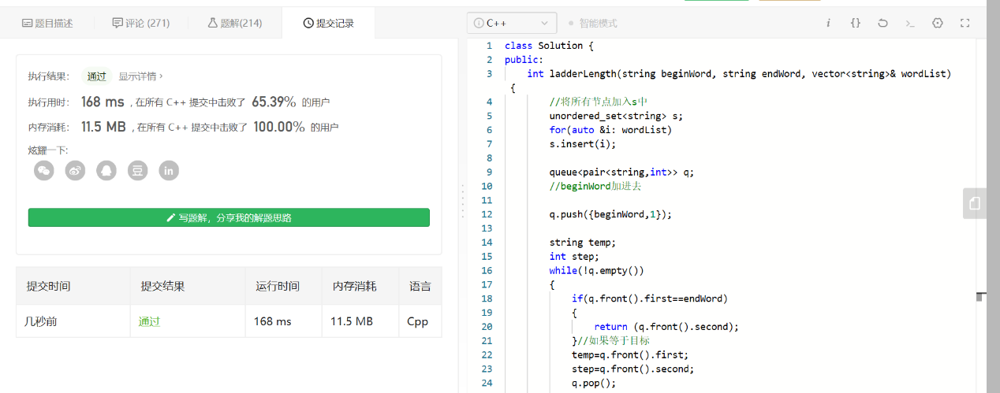 题目描述
评论 (271)
题解(214)
提交记录
执行结果：
通过
显示详情 ›
执行用时：
168 ms
, 在所有 C++ 提交中击败了 65.39% 的用户
内存消耗：
11.5 MB
, 在所有 C++ 提交中击败了 100.00% 的用户
炫耀一下:
豆
in
写题解，分享我的解题思路
提交时间 提交结果 运行时间 内存消耗 语言
几秒前 通过 168 ms 11.5 MB Cpp
C++
智能模式
i {} >_
1 class Solution {
2 public:
3 int ladderLength(string beginWord, string endWord, vector<string>& wordList)
{
4 //将所有节点加入s中
5 unordered_set<string> s;
6 for(auto &i: wordList)
7 s.insert(i);
8
9 queue<pair<string,int>> q;
10 //beginWord加进去
11
12 q.push({beginWord,1});
13
14 string temp;
15 int step;
16 while(!q.empty())
17 {
18 if(q.front().first==endWord)
19 {
20 return (q.front().second);
21 }//如果等于目标
22 temp=q.front().first;
23 step=q.front().second;
24 q.pop();